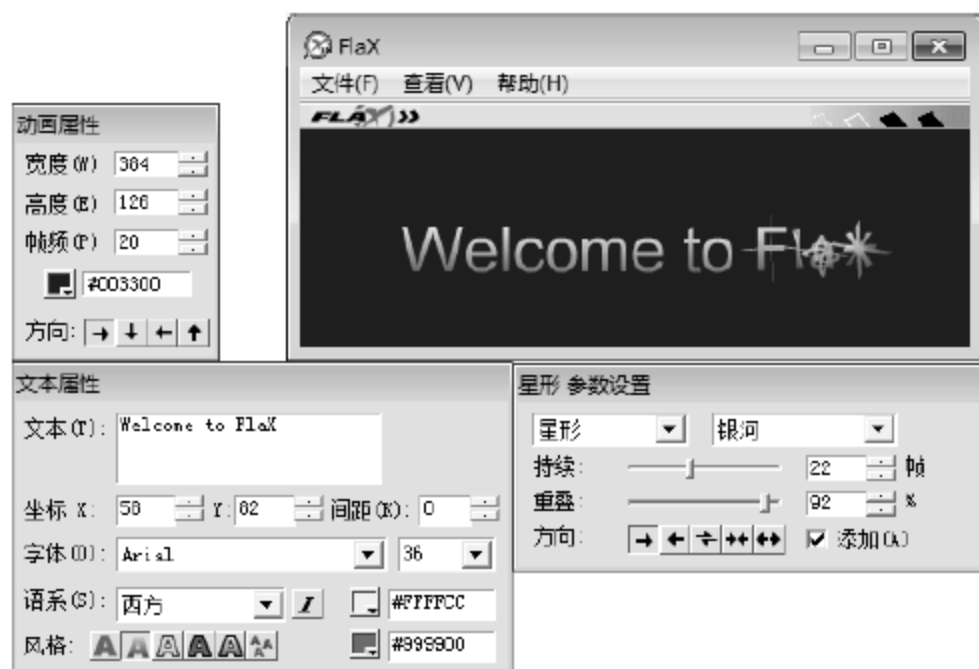 FlaX
文件(F) 查看(V) 帮助(H)
FLAX
Welcome to FlaX
动画属性
宽度(W) 384
高度(E) 126
帧频(P) 20
#003300
方向:
文本属性
文本(T): Welcome to FlaX
坐标 X: 58 Y: 82 间距(K): 0
字体(O): Arial 36
语系(S): 西方 I #FFFFCC
风格: A A A A A AAA #999900
星形 参数设置
星形 银河
持续: 22 帧
重叠: 92 %
方向: 添加(A)